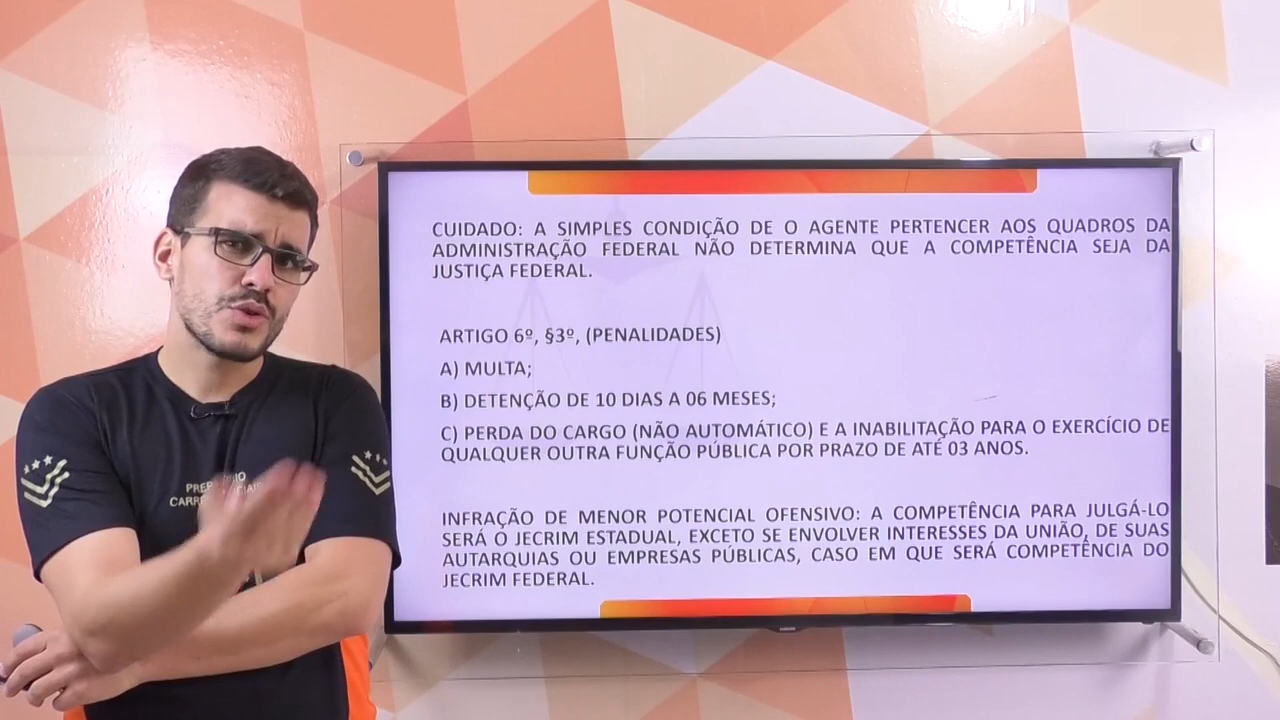 CUIDADO: A SIMPLES CONDIÇÃO DE O AGENTE PERTENCER AOS QUADROS DA
ADMINISTRAÇÃO FEDERAL NÃO DETERMINA QUE A COMPETÊNCIA SEJA DA
JUSTIÇA FEDERAL.
ARTIGO 6º, §3º, (PENALIDADES)
A) MULTA;
B) DETENÇÃO DE 10 DIAS A 06 MESES;
C) PERDA DO CARGO (NÃO AUTOMÁTICO) E A INABILITAÇÃO PARA O EXERCÍCIO DE
QUALQUER OUTRA FUNÇÃO PÚBLICA POR PRAZO DE ATÉ 03 ANOS.
INFRAÇÃO DE MENOR POTENCIAL OFENSIVO: A COMPETÊNCIA PARA JULGÁ-LO
SERÁ O JECRIM ESTADUAL, EXCETO SE ENVOLVER INTERESSES DA UNIÃO, DE SUAS
AUTARQUIAS OU EMPRESAS PÚBLICAS, CASO EM QUE SERÁ COMPETÊNCIA DO
JECRIM FEDERAL.